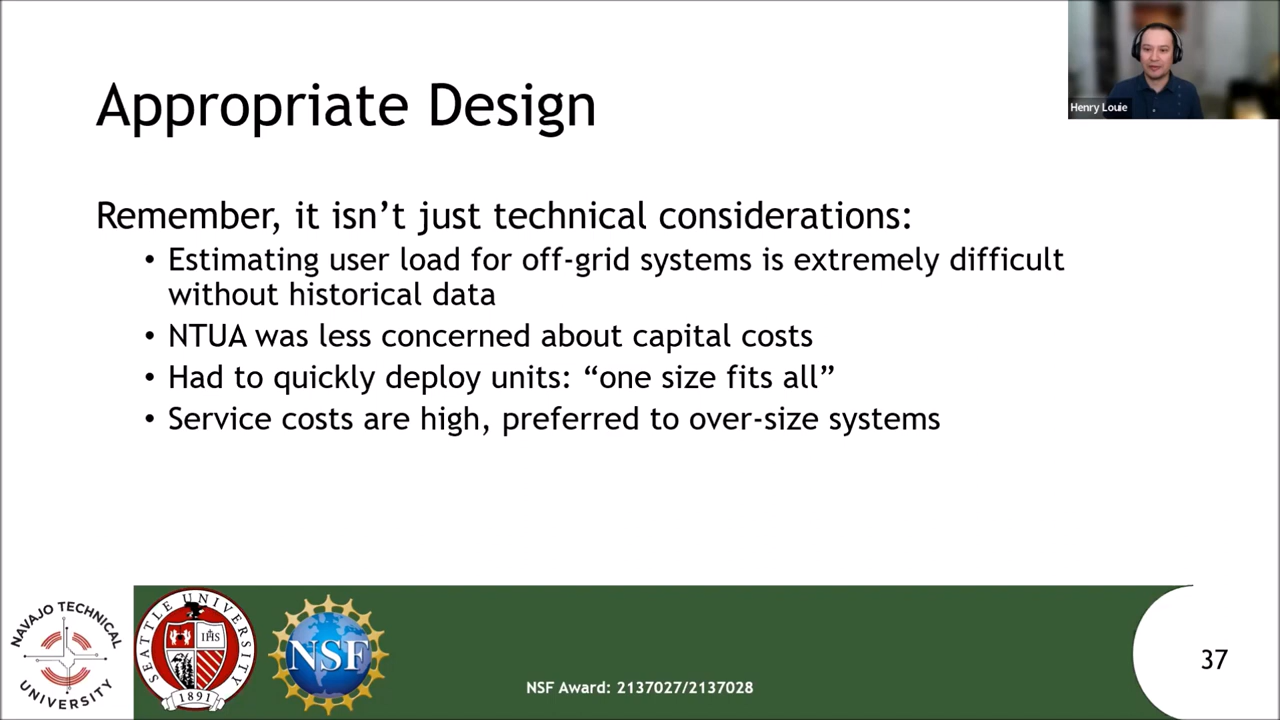 Appropriate Design
Henry Louie
Remember, it isn’t just technical considerations:
• Estimating user load for off-grid systems is extremely difficult
without historical data
• NTUA was less concerned about capital costs
• Had to quickly deploy units: “one size fits all”
• Service costs are high, preferred to over-size systems
NAVAJO TECHNICAL
UNIVERSITY
SEATTLE UNIVERSITY
IHS
1891
NSF
NSF Award: 2137027/2137028
37